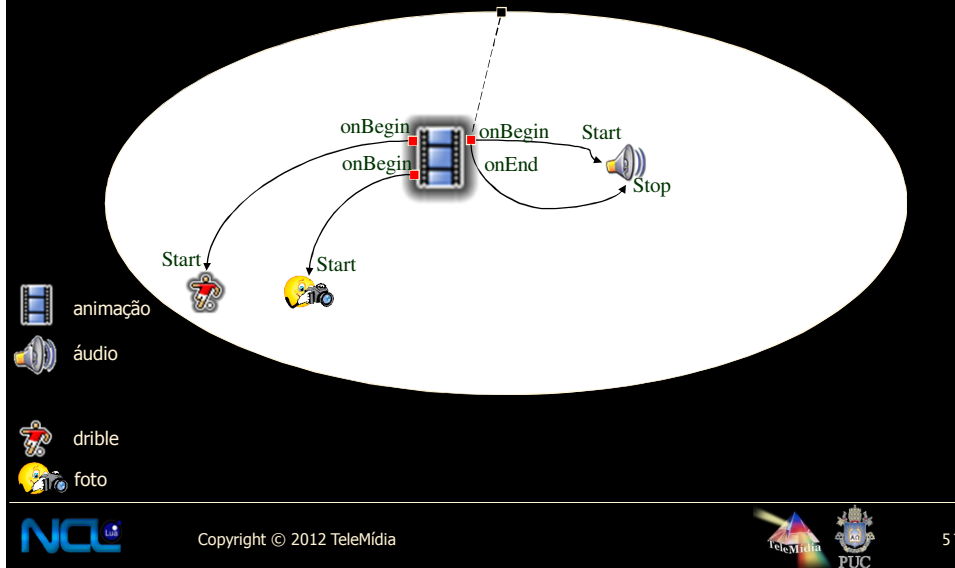 onBegin
onBegin
Start
onBegin
onEnd
Stop
Start
Start
animação
áudio
drible
foto
NCL
Lua
Copyright © 2012 TeleMídia
TeleMídia
PUC